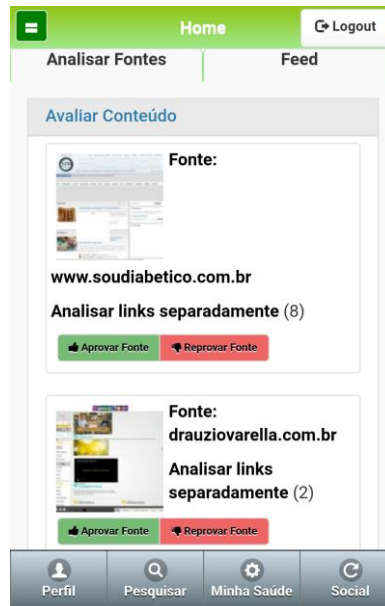 Home
Logout
Analisar Fontes
Feed
Avaliar Conteúdo
Fonte:
www.soudiabetico.com.br
Analisar links separadamente (8)
Aprovar Fonte
Reprovar Fonte
Fonte:
drauziovarella.com.br
Analisar links
separadamente (2)
Aprovar Fonte
Reprovar Fonte
Perfil
Pesquisar
Minha Saúde
Social